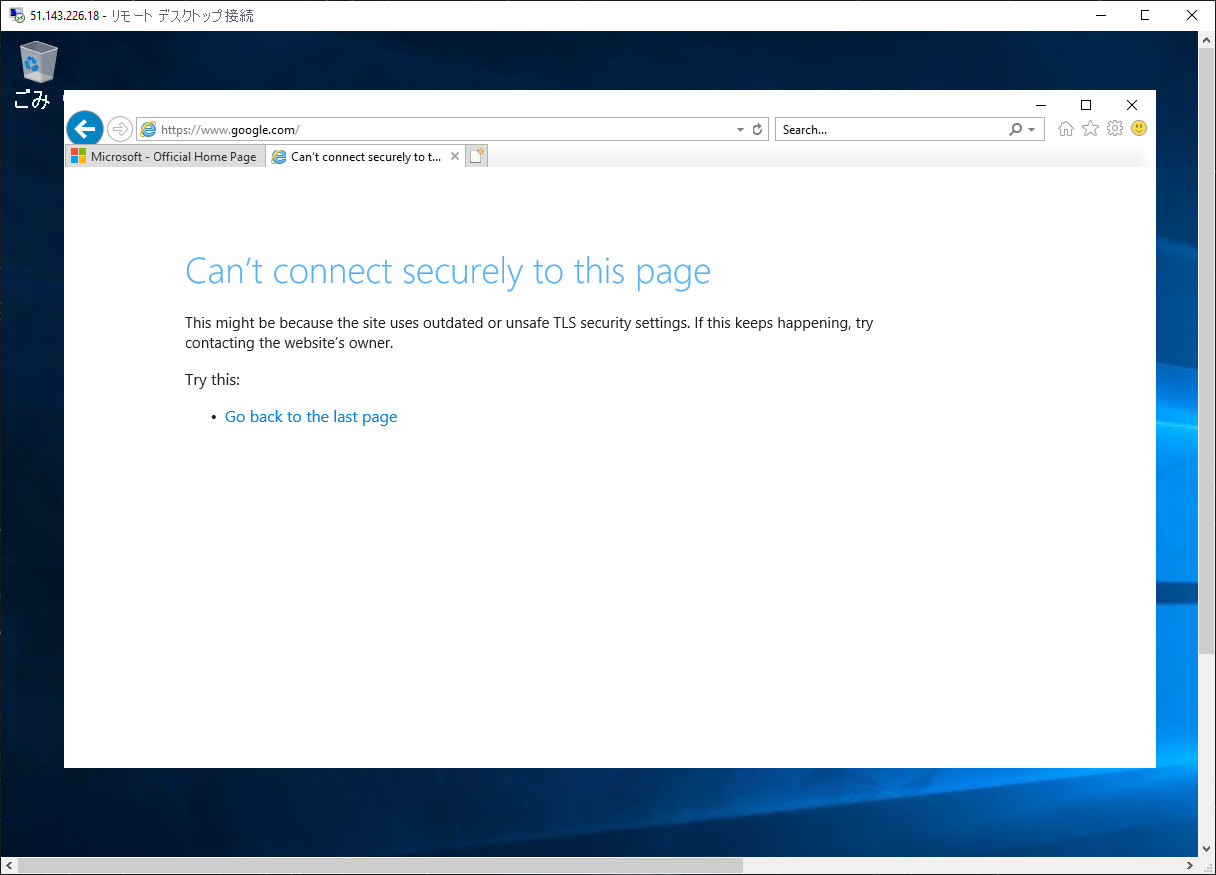 51.143.226.18 - リモート デスクトップ接続
ごみ
https://www.google.com/
Search...
Microsoft - Official Home Page
Can't connect securely to t...
Can't connect securely to this page
This might be because the site uses outdated or unsafe TLS security settings. If this keeps happening, try
contacting the website's owner.
Try this:
• Go back to the last page